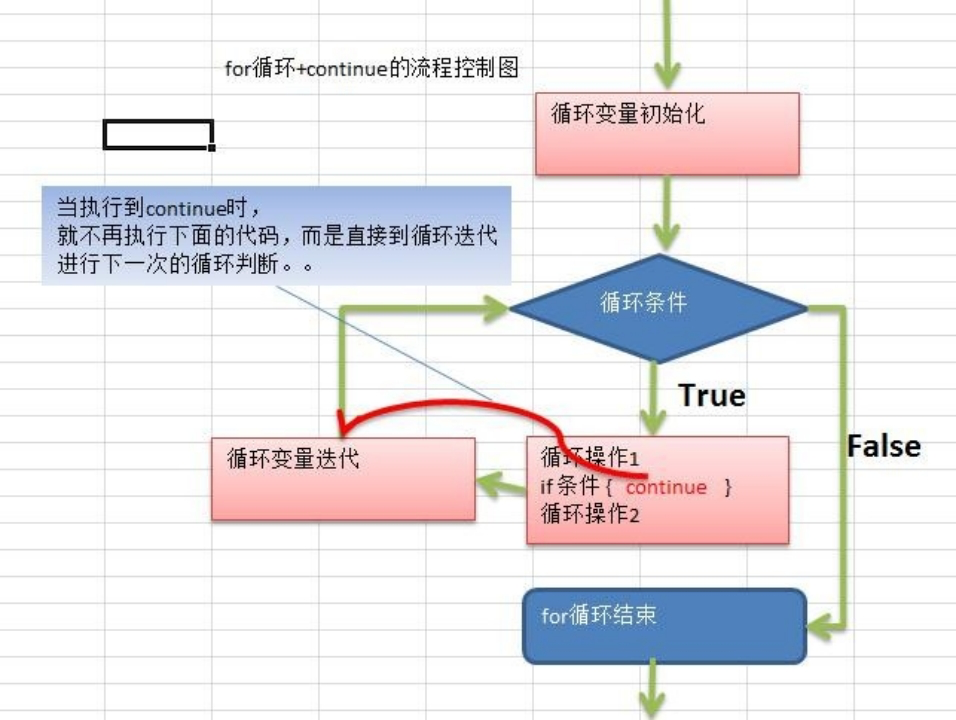 for循环+continue的流程控制图
循环变量初始化
当执行到continue时，
就不再执行下面的代码，而是直接到循环迭代
进行下一次的循环判断。。
循环条件
True
False
循环变量迭代
循环操作1
if 条件 { continue }
循环操作2
for循环结束